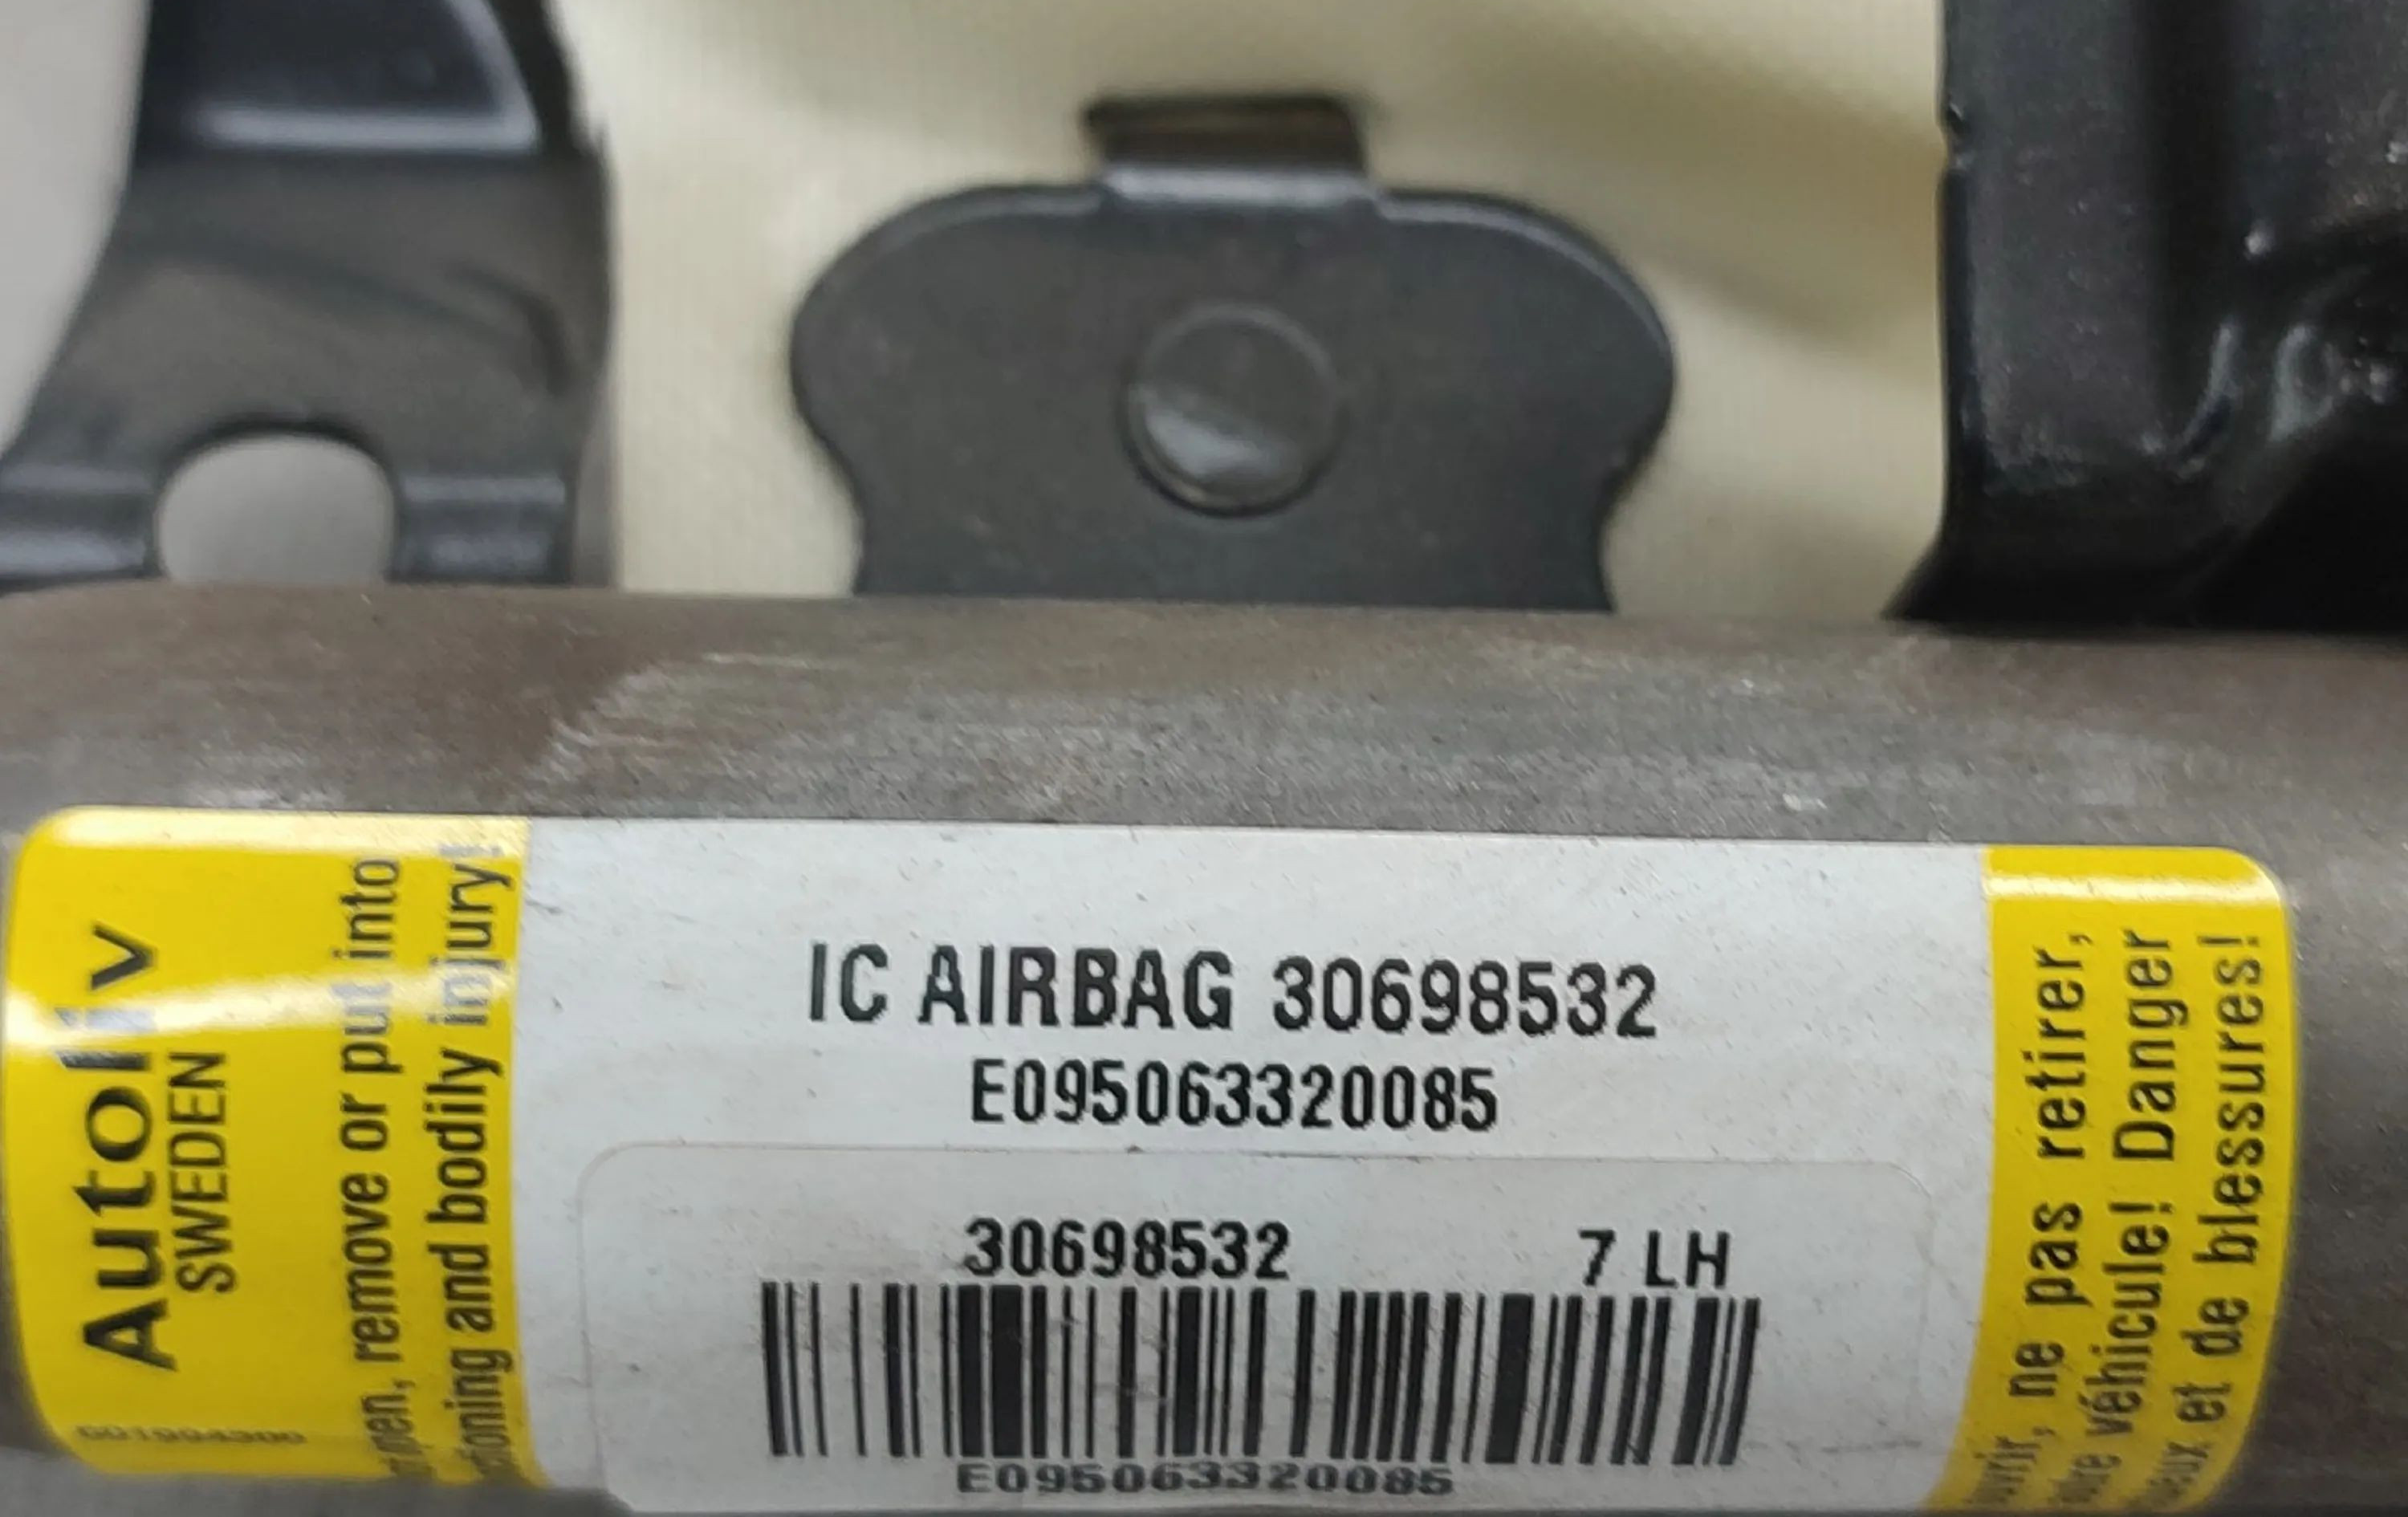 Autoliv
SWEDEN
remove or put into
and bodily injury!
IC AIRBAG 30698532
E095063320085
30698532 7 LH
E095063320085
ne pas retirer,
véhicule! Danger
et de blessures!